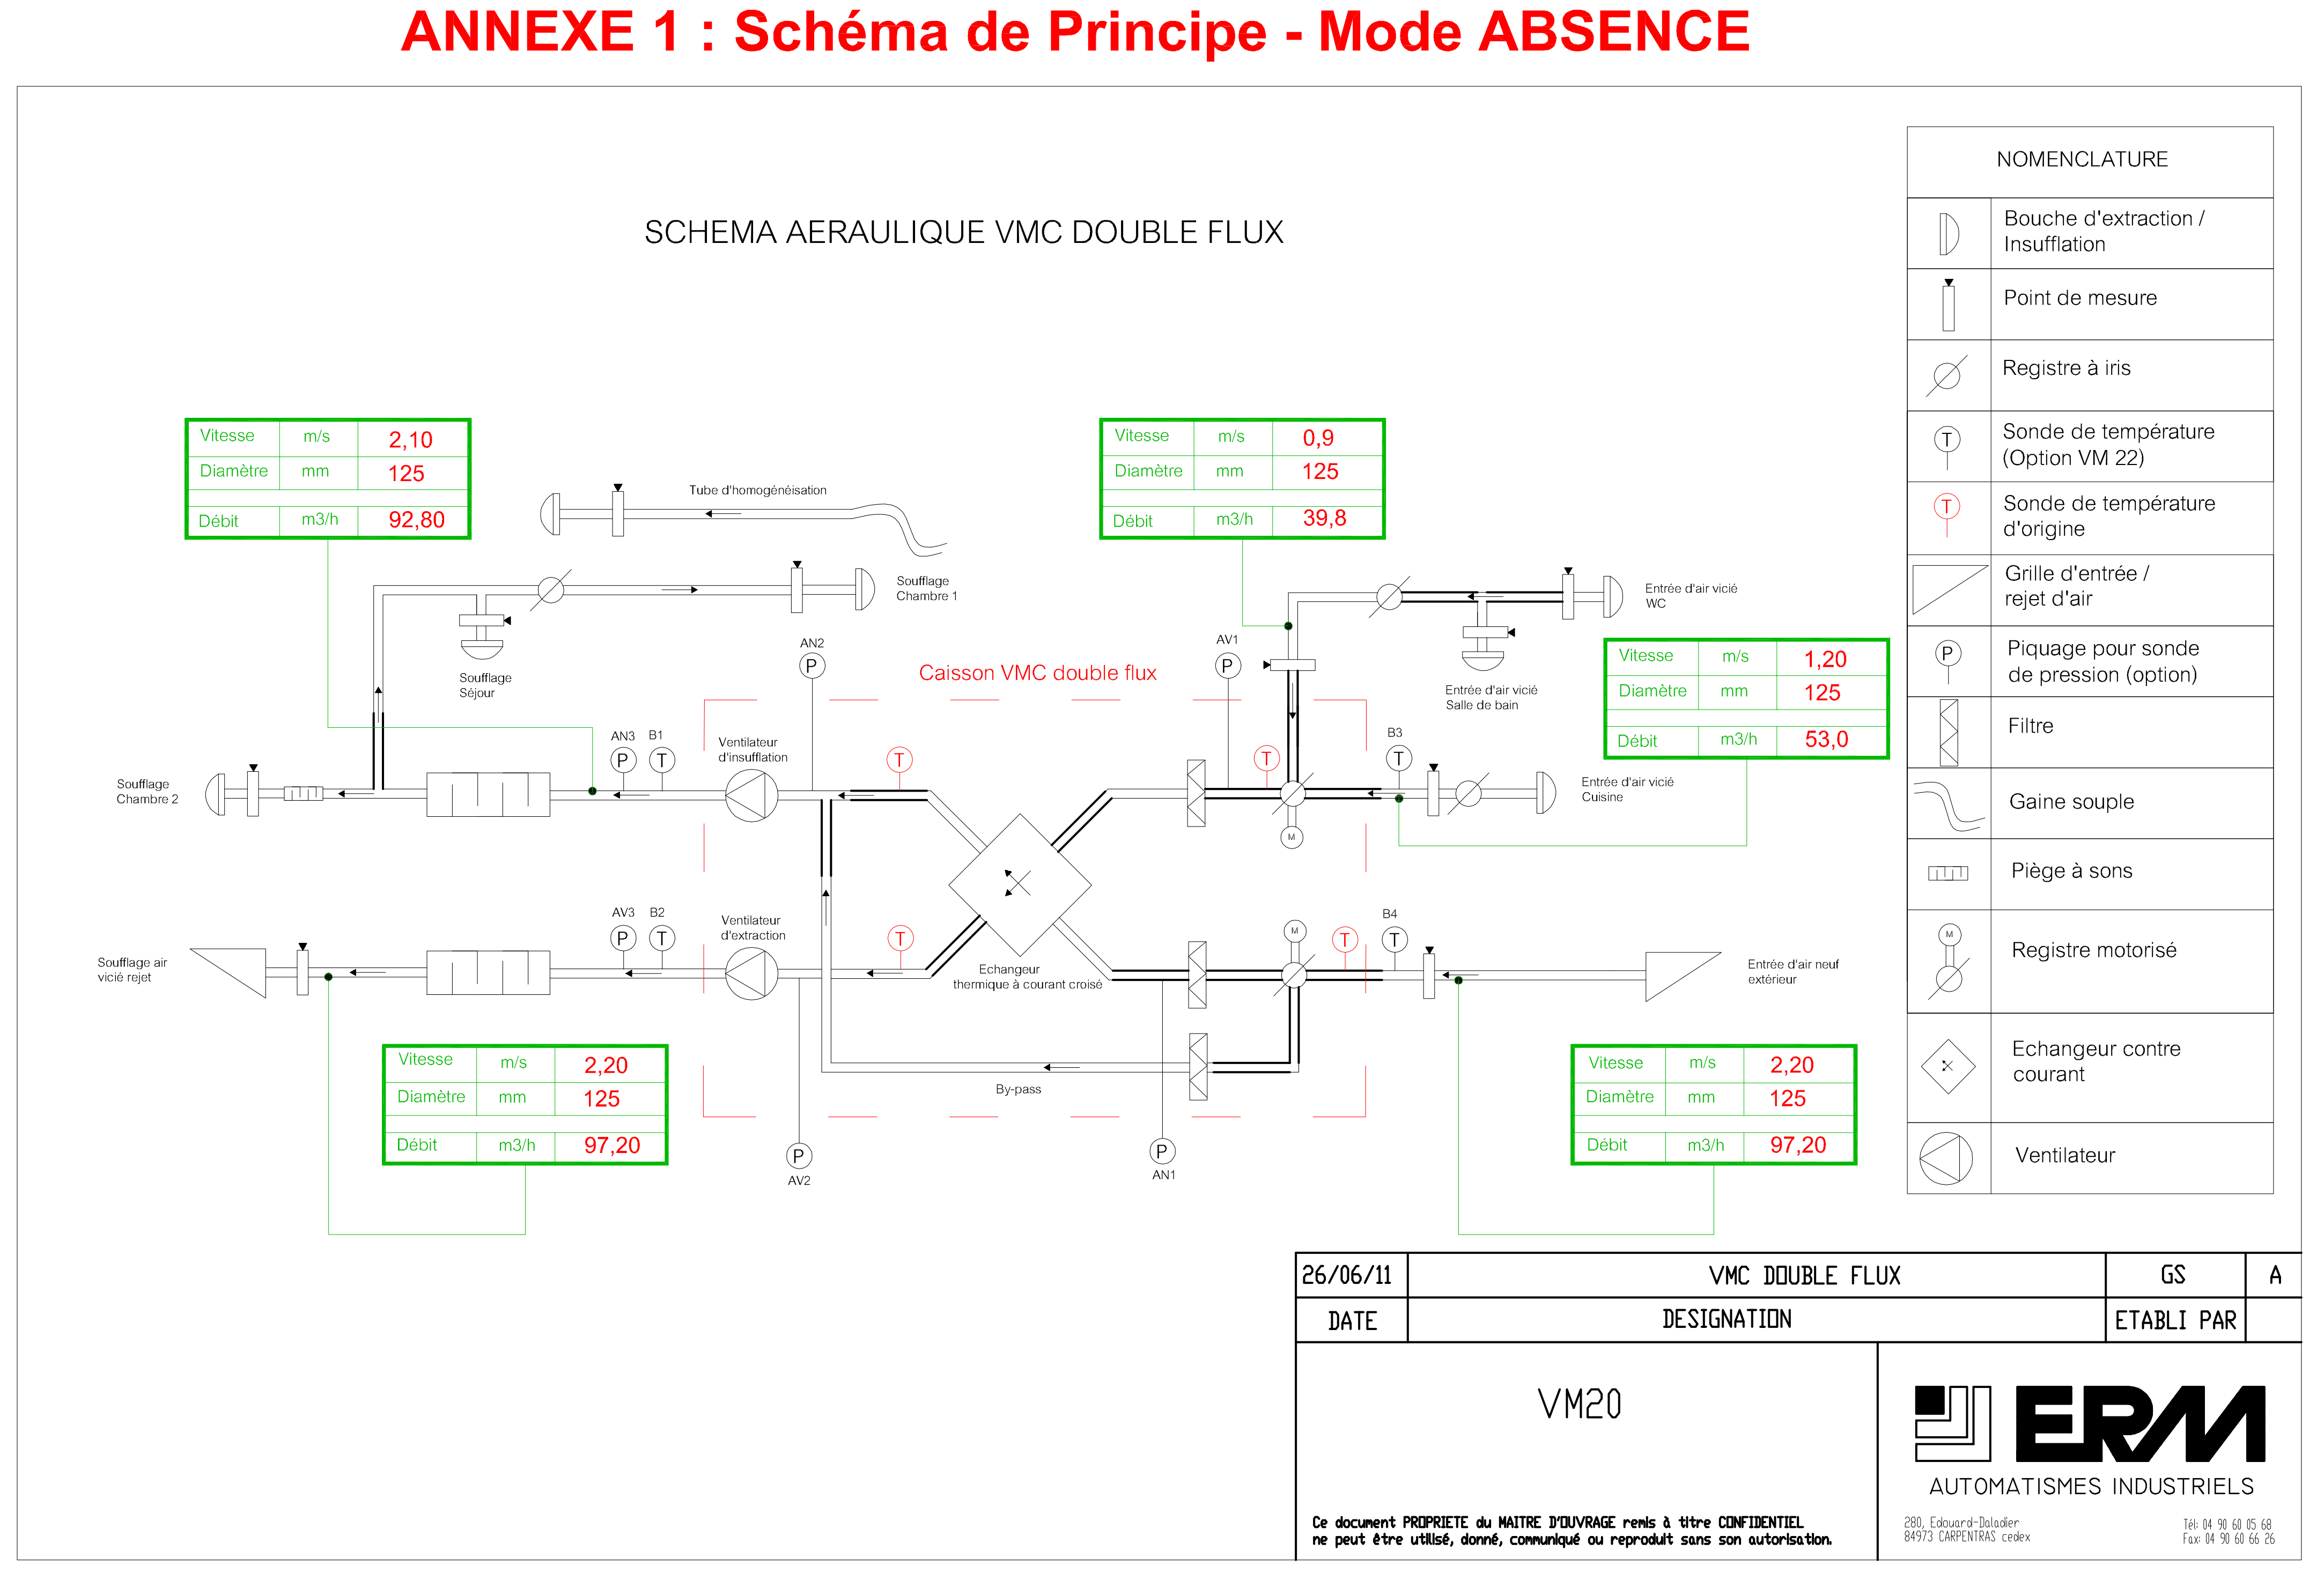 ANNEXE 1 : Schéma de Principe - Mode ABSENCE
SCHEMA AERAULIQUE VMC DOUBLE FLUX
NOMENCLATURE
Bouche d'extraction /
Insufflation
Point de mesure
Registre à iris
T
Sonde de température
(Option VM 22)
T
Sonde de température
d'origine
Grille d'entrée /
rejet d'air
P
Piquage pour sonde
de pression (option)
Filtre
Gaine souple
Piège à sons
M
Registre motorisé
Echangeur contre
courant
Ventilateur
Vitesse m/s 2,10
Diamètre mm 125
Débit m3/h 92,80
Vitesse m/s 0,9
Diamètre mm 125
Débit m3/h 39,8
Tube d'homogénéisation
Soufflage
Chambre 1
Soufflage
Séjour
Entrée d'air vicié
WC
Entrée d'air vicié
Salle de bain
Vitesse m/s 1,20
Diamètre mm 125
Débit m3/h 53,0
AN2
P
AV1
P
Caisson VMC double flux
AN3 B1
P T
Ventilateur
d'insufflation
T
T
B3
T
Soufflage
Chambre 2
Entrée d'air vicié
Cuisine
M
AV3 B2
P T
Ventilateur
d'extraction
T
M
T
B4
T
Soufflage air
vicié rejet
Echangeur
thermique à courant croisé
Entrée d'air neuf
extérieur
By-pass
Vitesse m/s 2,20
Diamètre mm 125
Débit m3/h 97,20
P
AV2
P
AN1
Vitesse m/s 2,20
Diamètre mm 125
Débit m3/h 97,20
26/06/11 VMC DOUBLE FLUX GS A
DATE DESIGNATION ETABLI PAR
VM20
ERM
AUTOMATISMES INDUSTRIELS
Ce document PROPRIETE du MAITRE D'OUVRAGE remis à titre CONFIDENTIEL
ne peut être utilisé, donné, communiqué ou reproduit sans son autorisation.
280, Edouard-Daladier
84973 CARPENTRAS cedex
Tél: 04 90 60 05 68
Fax: 04 90 60 66 26